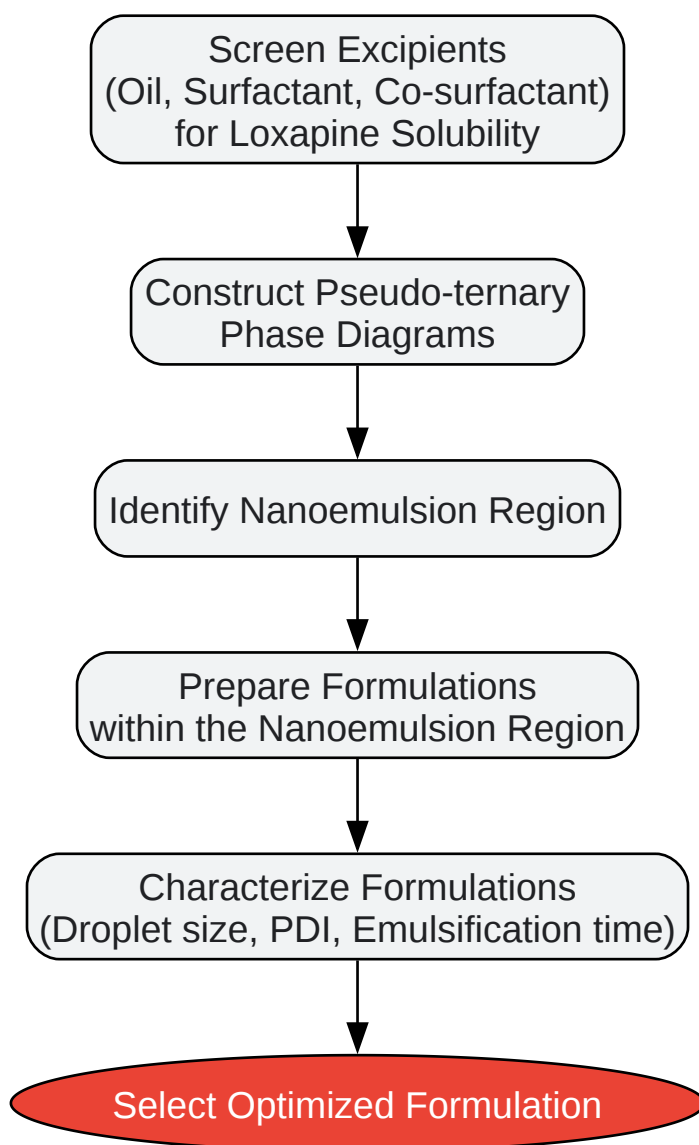 Screen Excipients
(Oil, Surfactant, Co-surfactant)
for Loxapine Solubility
Construct Pseudo-ternary
Phase Diagrams
Identify Nanoemulsion Region
Prepare Formulations
within the Nanoemulsion Region
Characterize Formulations
(Droplet size, PDI, Emulsification time)
Select Optimized Formulation